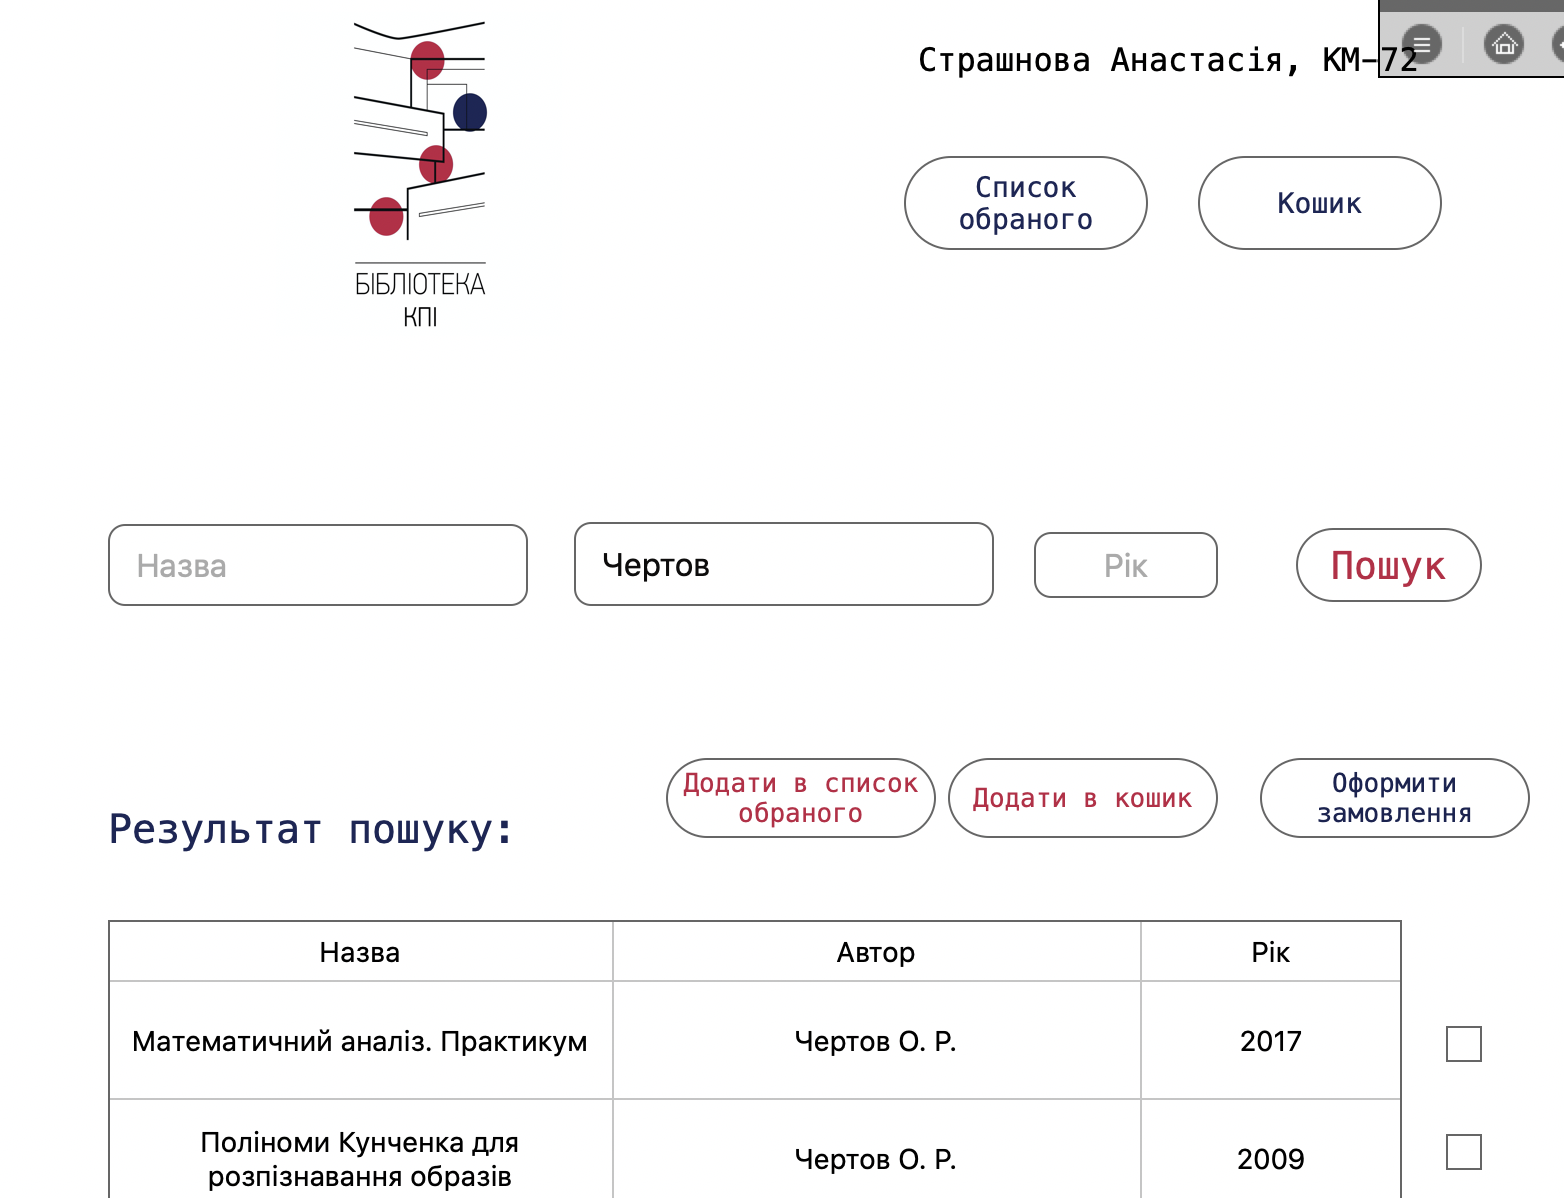 Страшнова Анастасія, КМ-72
Список
обраного
Кошик
БІБЛІОТЕКА
КПІ
Назва
Чертов
Рік
Пошук
Додати в список
обраного
Додати в кошик
Оформити
замовлення
Результат пошуку:
Назва Автор Рік
Математичний аналіз. Практикум Чертов О. Р. 2017
Поліноми Кунченка для
розпізнавання образів
Чертов О. Р. 2009